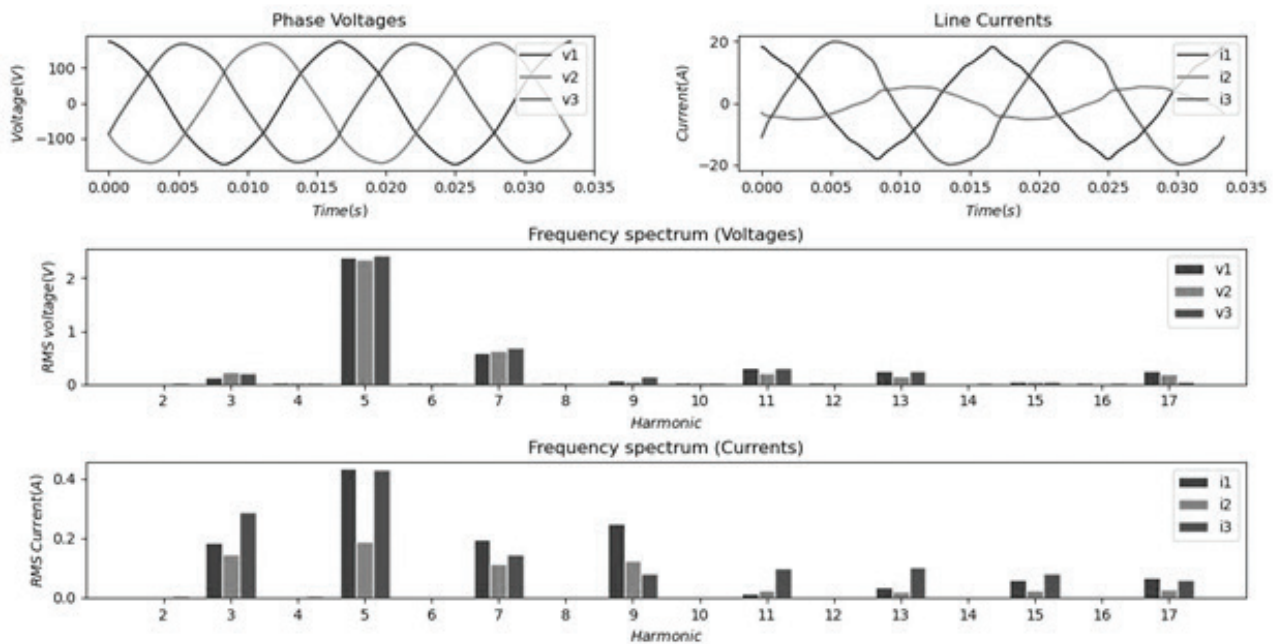 Phase Voltages
Voltage(V)
100
0
−100
0.000 0.005 0.010 0.015 0.020 0.025 0.030 0.035
Time(s)
v1
v2
v3
Line Currents
Current(A)
20
0
−20
0.000 0.005 0.010 0.015 0.020 0.025 0.030 0.035
Time(s)
i1
i2
i3
Frequency spectrum (Voltages)
RMS voltage(V)
2
1
0
2 3 4 5 6 7 8 9 10 11 12 13 14 15 16 17
Harmonic
v1
v2
v3
Frequency spectrum (Currents)
RMS Current(A)
0.4
0.2
0.0
2 3 4 5 6 7 8 9 10 11 12 13 14 15 16 17
Harmonic
i1
i2
i3